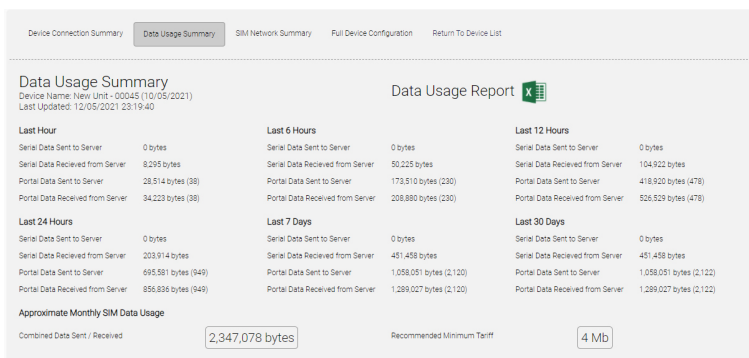 Device Connection Summary Data Usage Summary SIM Network Summary Full Device Configuration Return To Device List
Data Usage Summary
Device Name: New Unit - 00045 (10/05/2021)
Last Updated: 12/05/2021 23:19:40
Data Usage Report
Last Hour Last 6 Hours Last 12 Hours
Serial Data Sent to Server 0 bytes Serial Data Sent to Server 0 bytes Serial Data Sent to Server 0 bytes
Serial Data Recieved from Server 8,295 bytes Serial Data Recieved from Server 50,225 bytes Serial Data Recieved from Server 104,922 bytes
Portal Data Sent to Server 28,514 bytes (38) Portal Data Sent to Server 173,510 bytes (230) Portal Data Sent to Server 418,920 bytes (478)
Portal Data Received from Server 34,223 bytes (38) Portal Data Received from Server 208,880 bytes (230) Portal Data Received from Server 526,529 bytes (478)
Last 24 Hours Last 7 Days Last 30 Days
Serial Data Sent to Server 0 bytes Serial Data Sent to Server 0 bytes Serial Data Sent to Server 0 bytes
Serial Data Recieved from Server 203,914 bytes Serial Data Recieved from Server 451,458 bytes Serial Data Recieved from Server 451,458 bytes
Portal Data Sent to Server 695,581 bytes (949) Portal Data Sent to Server 1,058,051 bytes (2,120) Portal Data Sent to Server 1,058,051 bytes (2,122)
Portal Data Received from Server 856,836 bytes (949) Portal Data Received from Server 1,289,027 bytes (2,120) Portal Data Received from Server 1,289,027 bytes (2,122)
Approximate Monthly SIM Data Usage
Combined Data Sent / Received 2,347,078 bytes Recommended Minimum Tariff 4 Mb